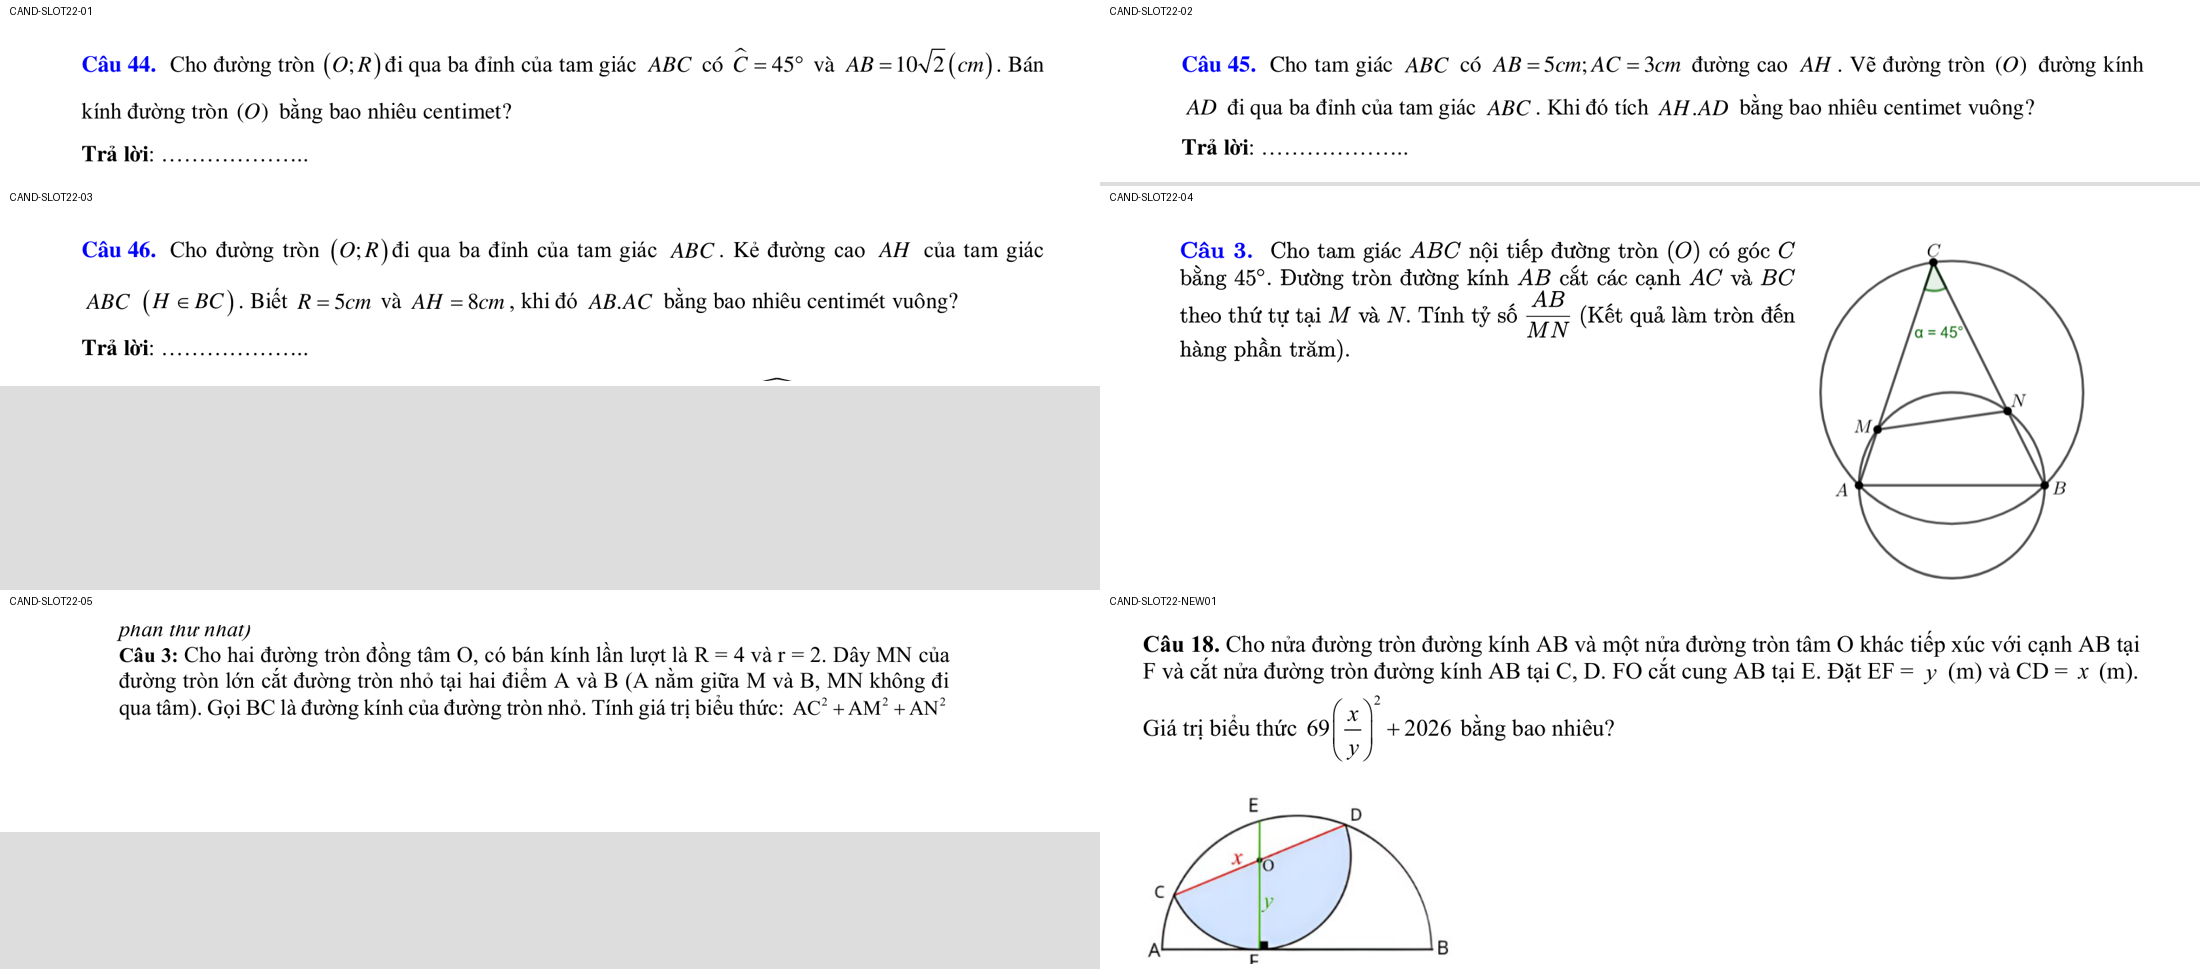 CAND-SLOT22-01
Câu 44. Cho đường tròn (O;R) đi qua ba đỉnh của tam giác ABC có \widehat{C} = 45° và AB = 10√2 (cm). Bán
kính đường tròn (O) bằng bao nhiêu centimet?
Trả lời: ………………..
CAND-SLOT22-02
Câu 45. Cho tam giác ABC có AB = 5cm; AC = 3cm đường cao AH . Vẽ đường tròn (O) đường kính
AD đi qua ba đỉnh của tam giác ABC . Khi đó tích AH.AD bằng bao nhiêu centimet vuông?
Trả lời: ………………..
CAND-SLOT22-03
Câu 46. Cho đường tròn (O;R) đi qua ba đỉnh của tam giác ABC . Kẻ đường cao AH của tam giác
ABC (H ∈ BC) . Biết R = 5cm và AH = 8cm , khi đó AB.AC bằng bao nhiêu centimét vuông?
Trả lời: ………………..
CAND-SLOT22-04
Câu 3. Cho tam giác ABC nội tiếp đường tròn (O) có góc C
bằng 45°. Đường tròn đường kính AB cắt các cạnh AC và BC
theo thứ tự tại M và N. Tính tỷ số \frac{AB}{MN} (Kết quả làm tròn đến
hàng phần trăm).
C
α = 45°
N
M
A
B
CAND-SLOT22-05
phần thứ nhất)
Câu 3: Cho hai đường tròn đồng tâm O, có bán kính lần lượt là R = 4 và r = 2. Dây MN của
đường tròn lớn cắt đường tròn nhỏ tại hai điểm A và B (A nằm giữa M và B, MN không đi
qua tâm). Gọi BC là đường kính của đường tròn nhỏ. Tính giá trị biểu thức: AC² + AM² + AN²
CAND-SLOT22-NEW01
Câu 18. Cho nửa đường tròn đường kính AB và một nửa đường tròn tâm O khác tiếp xúc với cạnh AB tại
F và cắt nửa đường tròn đường kính AB tại C, D. FO cắt cung AB tại E. Đặt EF = y (m) và CD = x (m).
Giá trị biểu thức 69(\frac{x}{y})² + 2026 bằng bao nhiêu?
E
D
x
O
C
y
A
F
B